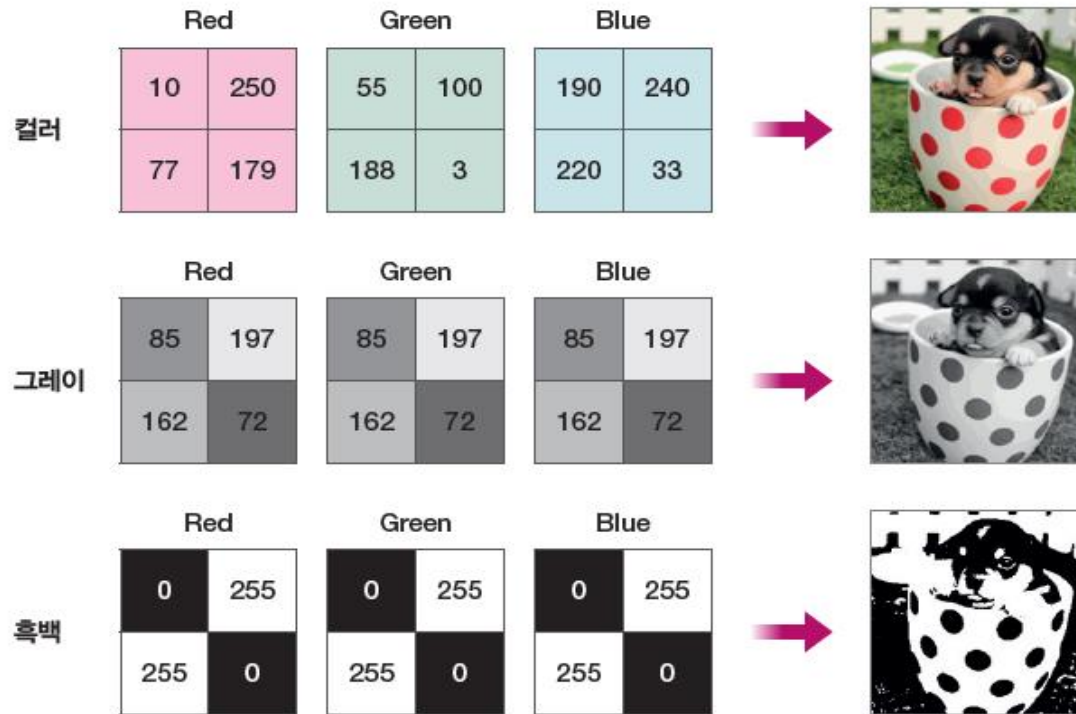 Red Green Blue
컬러
10 250 55 100 190 240
77 179 188 3 220 33
Red Green Blue
그레이
85 197 85 197 85 197
162 72 162 72 162 72
Red Green Blue
흑백
0 255 0 255 0 255
255 0 255 0 255 0